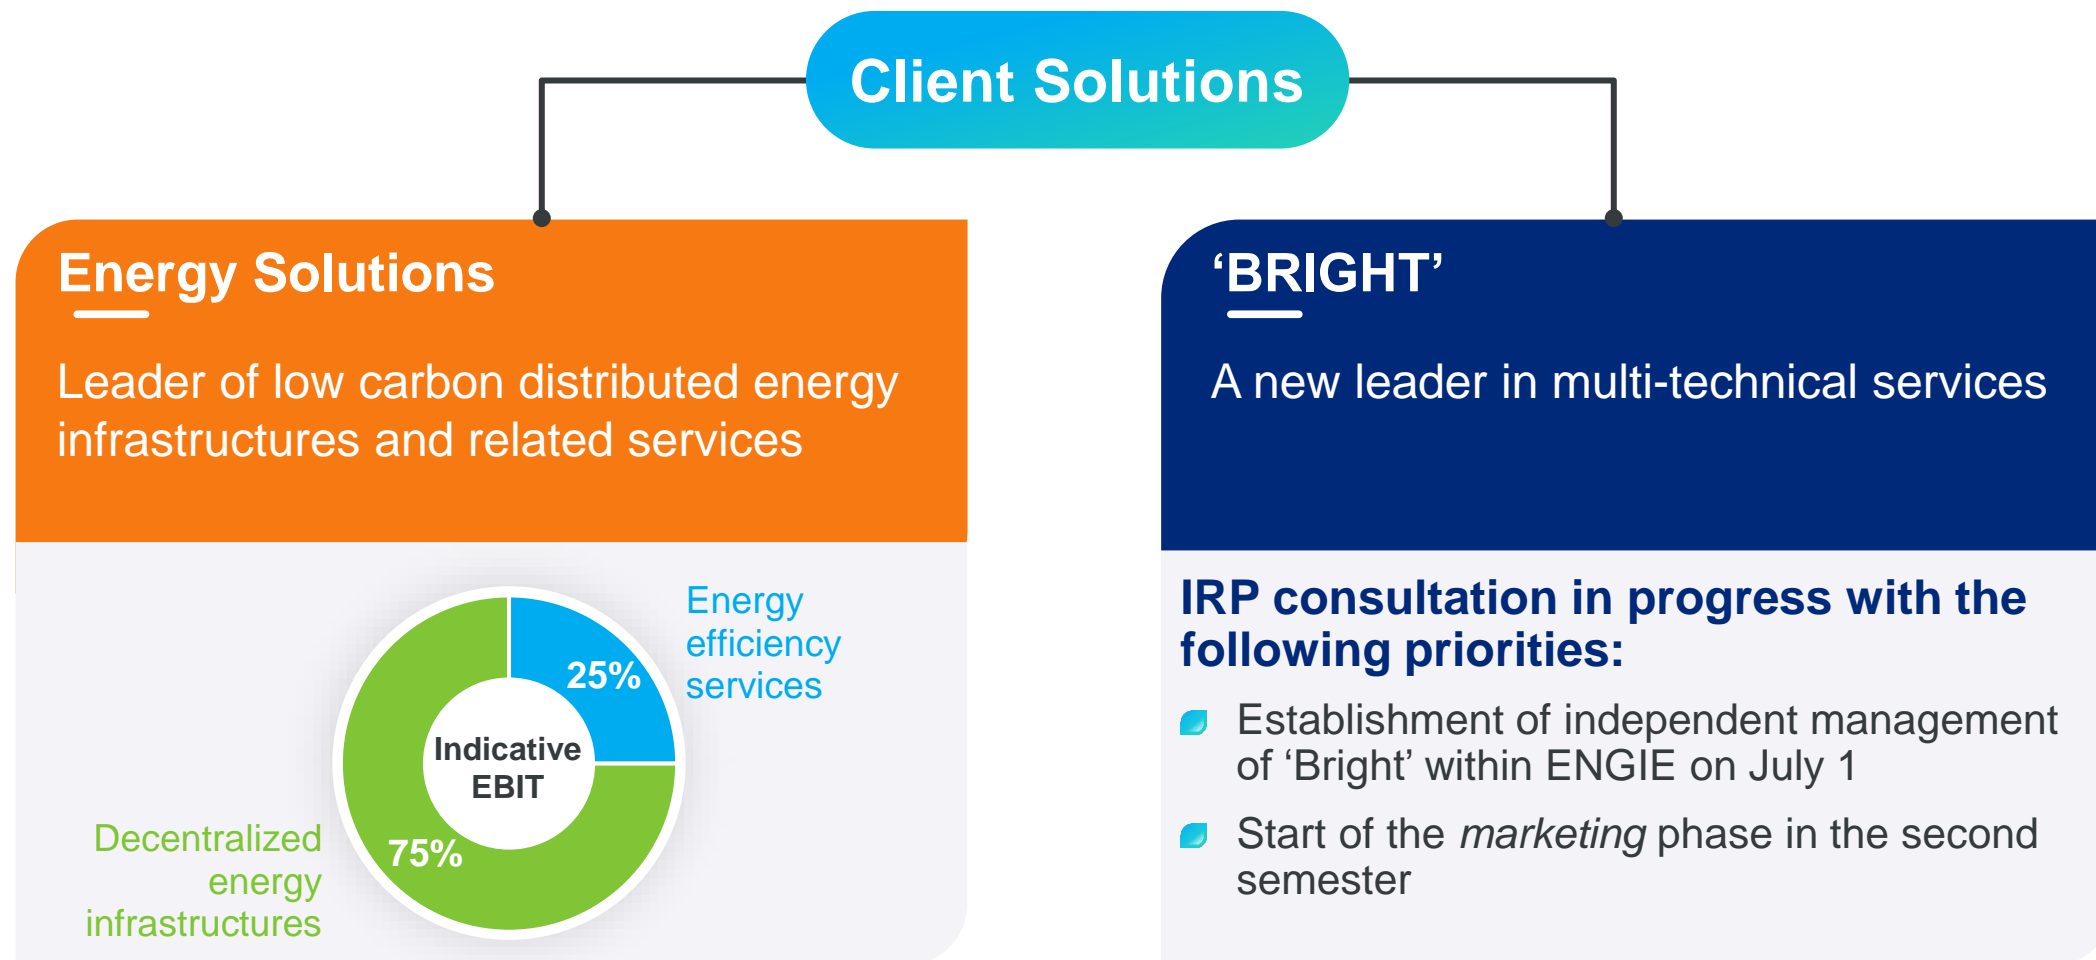 Client Solutions
Energy Solutions
Leader of low carbon distributed energy
infrastructures and related services
Energy
efficiency
services
25%
Indicative
EBIT
75%
Decentralized
energy
infrastructures
‘BRIGHT’
A new leader in multi-technical services
IRP consultation in progress with the
following priorities:
Establishment of independent management
of ‘Bright’ within ENGIE on July 1
Start of the marketing phase in the second
semester